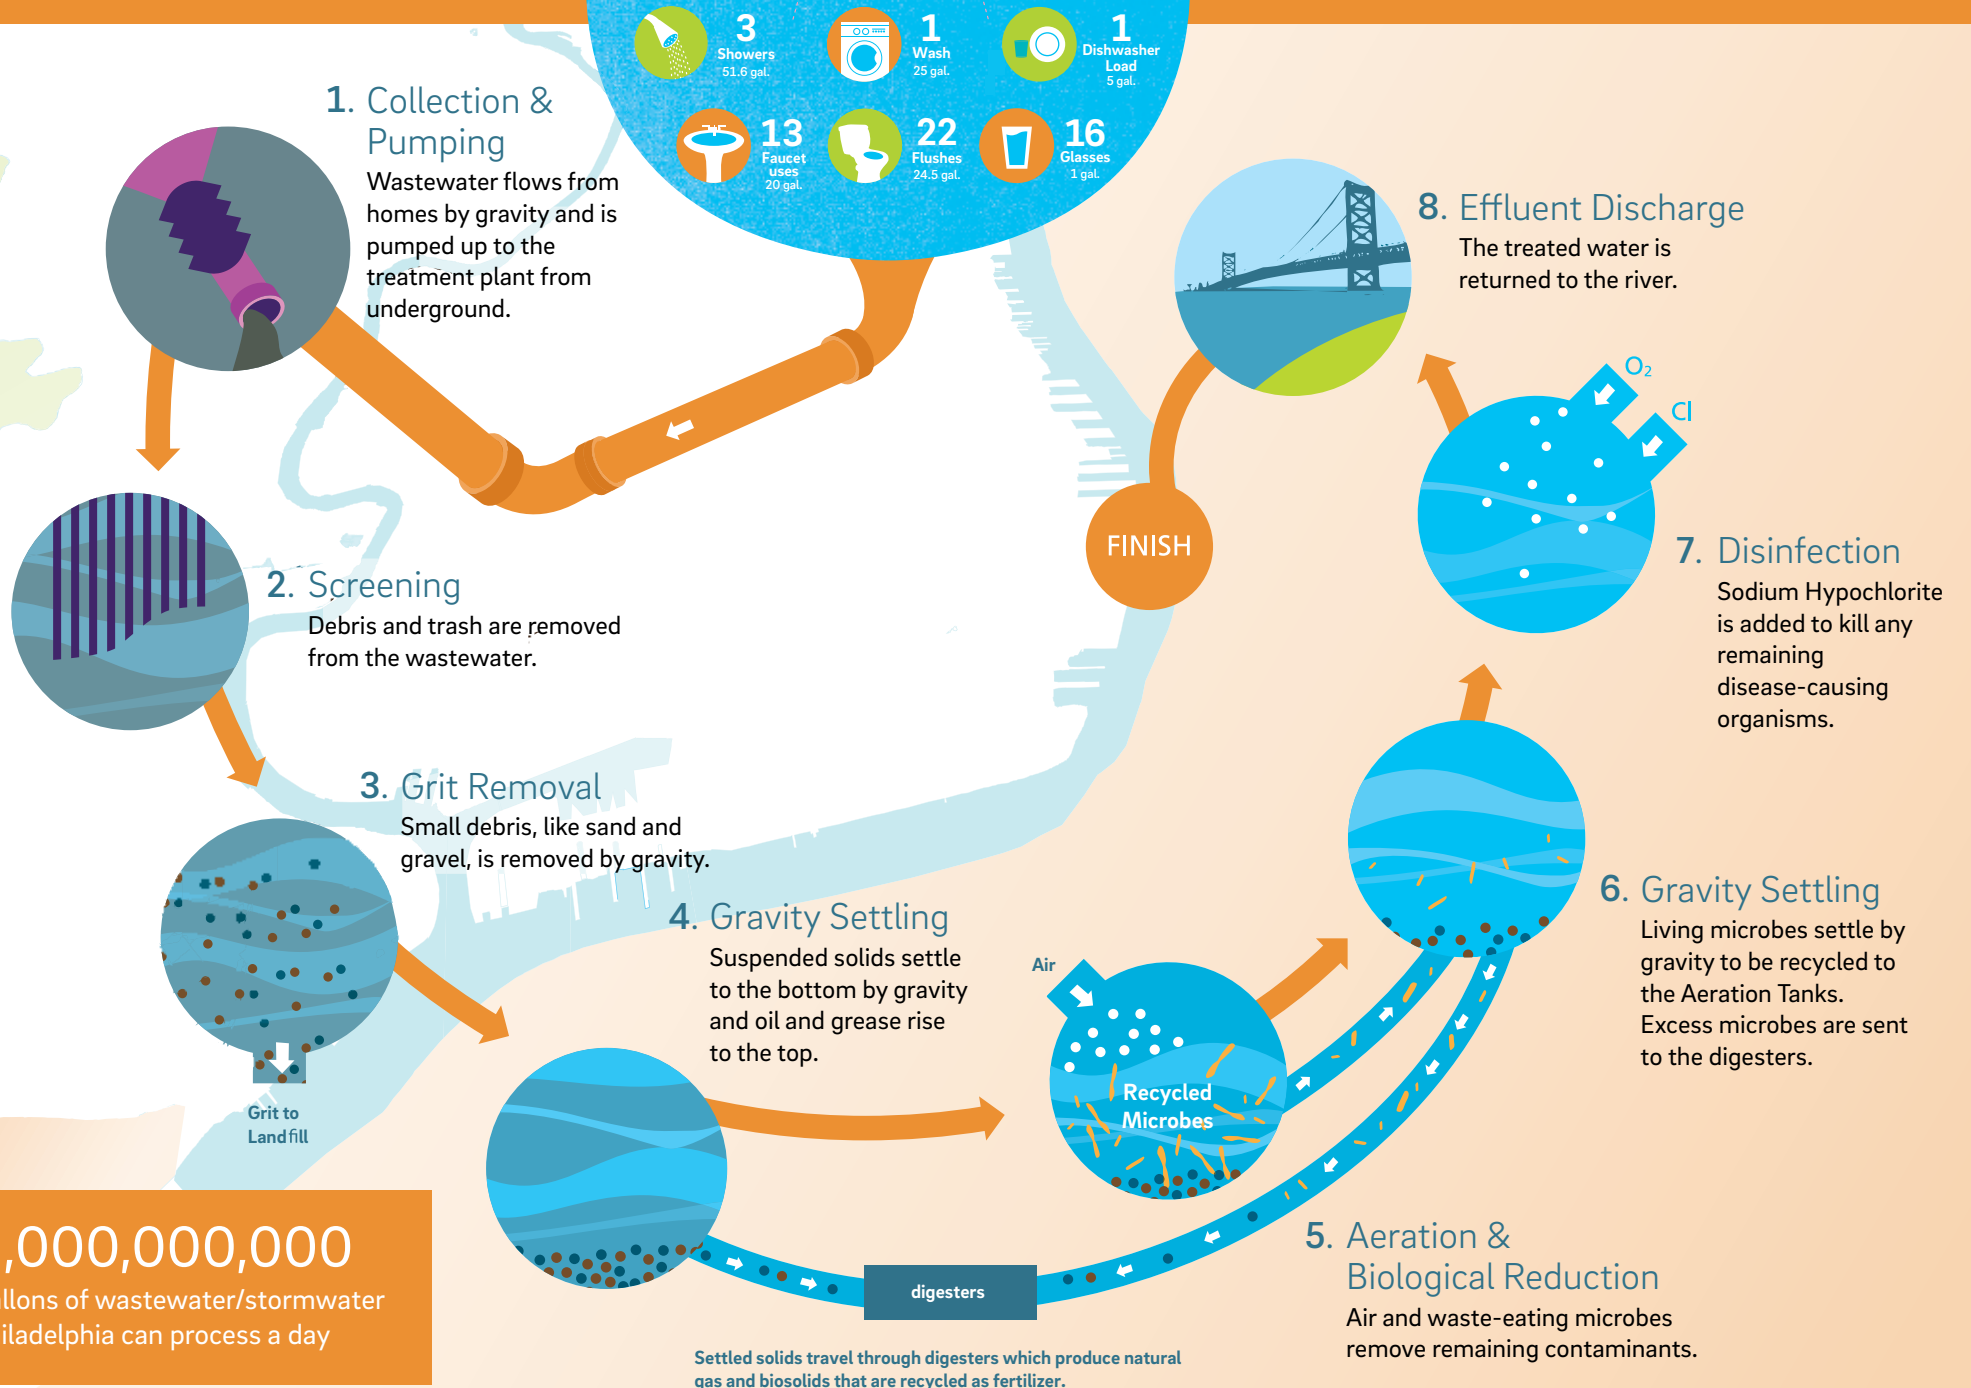 3
Showers
51.6 gal.
1
Wash
25 gal.
1
Dishwasher
Load
5 gal.
13
Faucet
uses
20 gal.
22
Flushes
24.5 gal.
16
Glasses
1 gal.
1. Collection &
Pumping
Wastewater flows from
homes by gravity and is
pumped up to the
treatment plant from
underground.
2. Screening
Debris and trash are removed
from the wastewater.
3. Grit Removal
Small debris, like sand and
gravel, is removed by gravity.
Grit to
Landfill
4. Gravity Settling
Suspended solids settle
to the bottom by gravity
and oil and grease rise
to the top.
Air
Recycled
Microbes
5. Aeration &
Biological Reduction
Air and waste-eating microbes
remove remaining contaminants.
6. Gravity Settling
Living microbes settle by
gravity to be recycled to
the Aeration Tanks.
Excess microbes are sent
to the digesters.
7. Disinfection
Sodium Hypochlorite
is added to kill any
remaining
disease-causing
organisms.
O₂
Cl
8. Effluent Discharge
The treated water is
returned to the river.
FINISH
digesters
Settled solids travel through digesters which produce natural
gas and biosolids that are recycled as fertilizer.
,000,000,000
llons of wastewater/stormwater
iladelphia can process a day